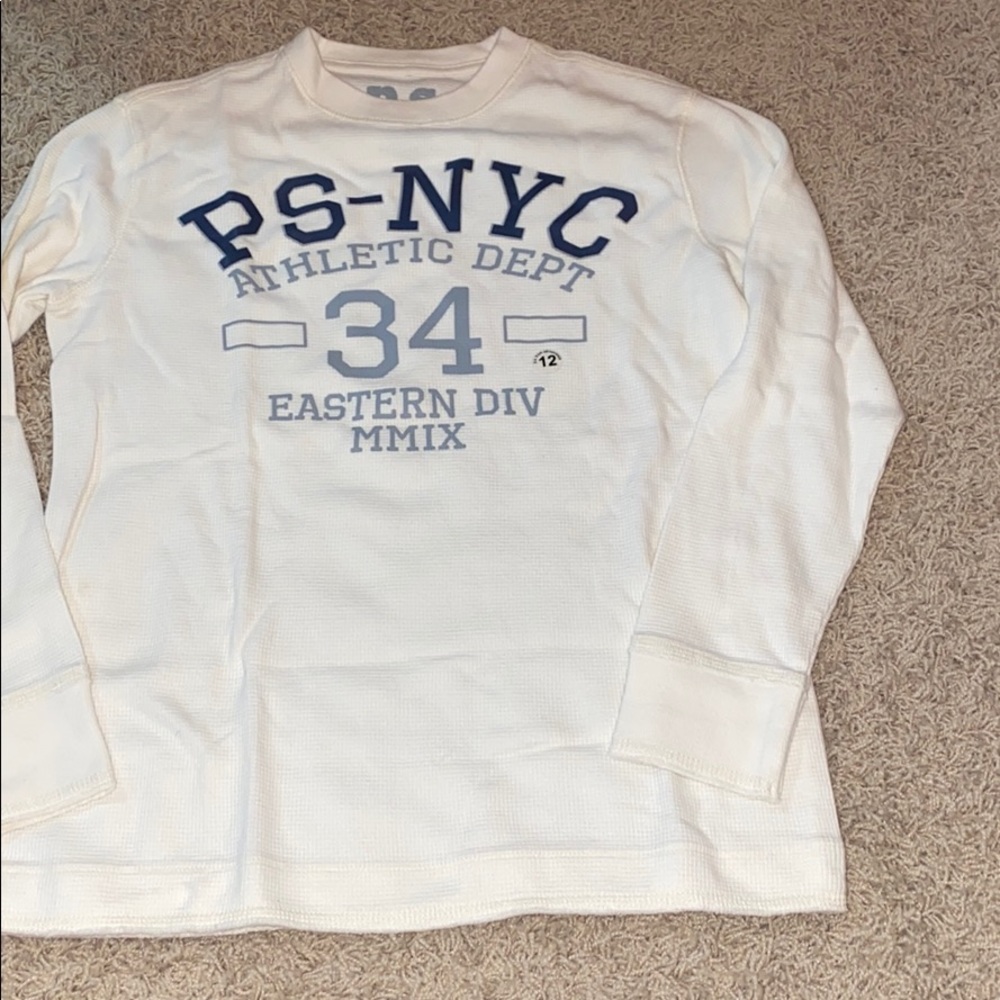 PS-NYC
ATHLETIC DEPT
34
12
EASTERN DIV
MMIX